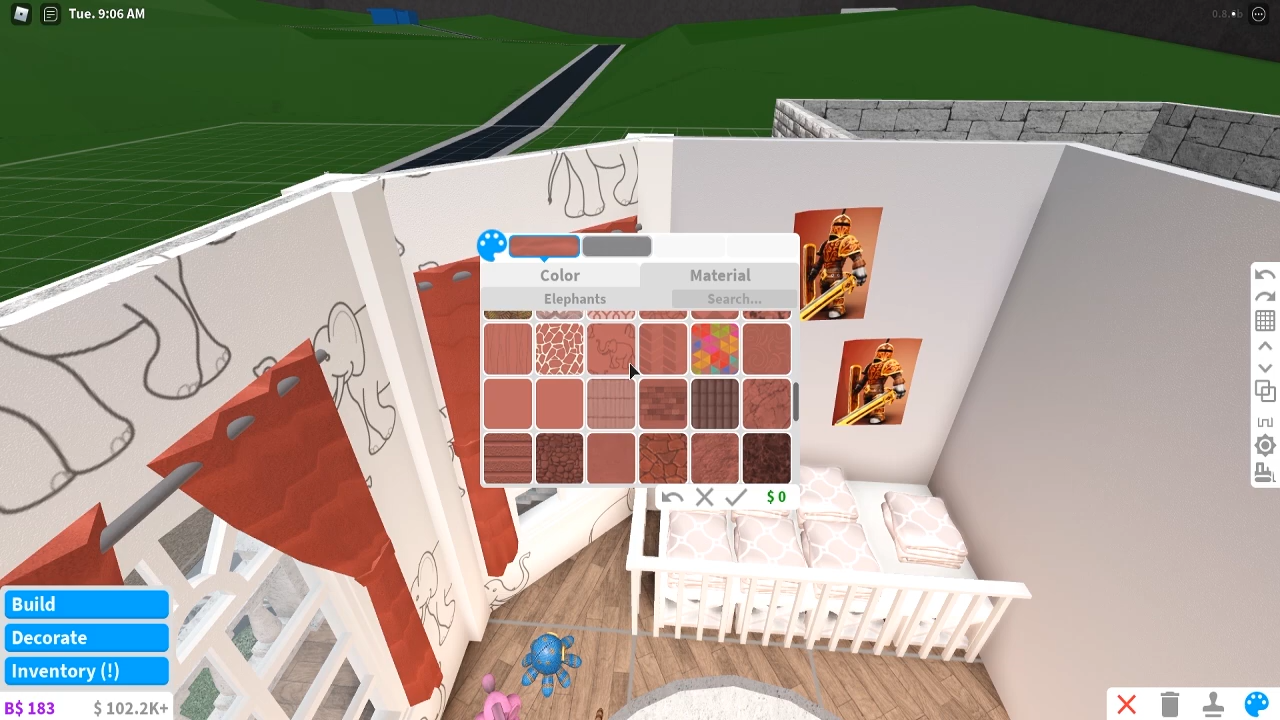 Tue. 9:06 AM
Color
Material
Elephants
Search...
$ 0
Build
Decorate
Inventory (!)
B$ 183
$ 102.2K+